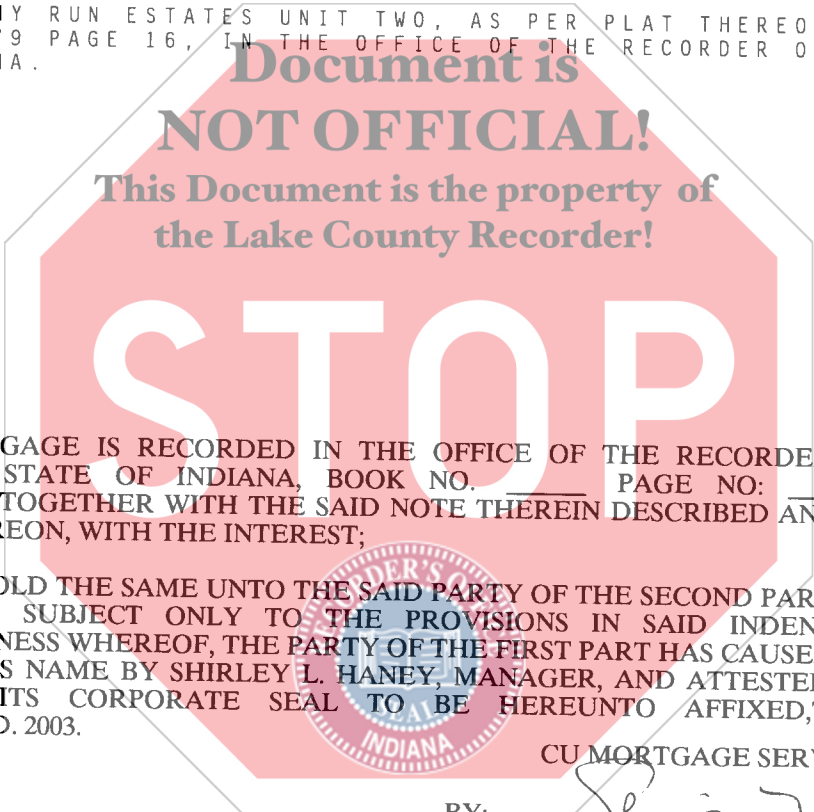 RUN ESTATES UNIT TWO, AS PER PLAT THEREO
9 PAGE 16, IN THE OFFICE OF THE RECORDER O
Document is
NOT OFFICIAL!
This Document is the property of
the Lake County Recorder!
STOP
GAGE IS RECORDED IN THE OFFICE OF THE RECORDE
STATE OF INDIANA, BOOK NO. ______ PAGE NO: __
TOGETHER WITH THE SAID NOTE THEREIN DESCRIBED AN
REON, WITH THE INTEREST;
OLD THE SAME UNTO THE SAID PARTY OF THE SECOND PAR
SUBJECT ONLY TO THE PROVISIONS IN SAID INDEN
NESS WHEREOF, THE PARTY OF THE FIRST PART HAS CAUSE
S NAME BY SHIRLEY L. HANEY, MANAGER, AND ATTESTE
ITS CORPORATE SEAL TO BE HEREUNTO AFFIXED,
D. 2003.
SEAL
INDIANA
CU MORTGAGE SER
BY: